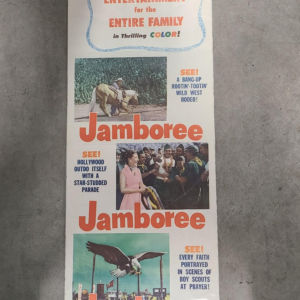 ENTERTAINMENT
for the
ENTIRE FAMILY
in Thrilling COLOR!
SEE!
A BANG-UP
ROOTIN'-TOOTIN'
WILD WEST
RODEO!
Jamboree
SEE!
HOLLYWOOD
OUTDO ITSELF
WITH A
STAR-STUDDED
PARADE
Jamboree
SEE!
EVERY FAITH
PORTRAYED
IN SCENES OF
BOY SCOUTS
AT PRAYER!
Jamboree